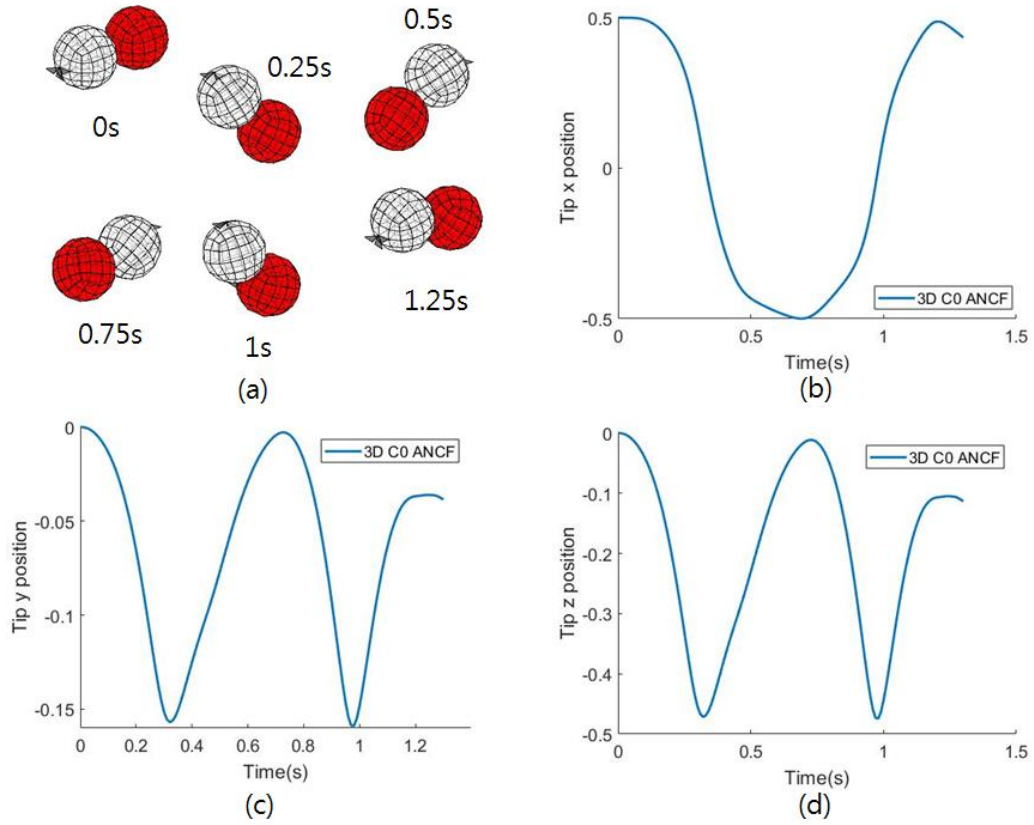 0s
0.25s
0.5s
0.75s
1s
1.25s
(a)
0.5
0
-0.5
Tip x position
0
0.5
1
1.5
3D C0 ANCF
Time(s)
(b)
0
-0.05
-0.1
-0.15
Tip y position
0
0.2
0.4
0.6
0.8
1
1.2
3D C0 ANCF
Time(s)
(c)
0
-0.1
-0.2
-0.3
-0.4
-0.5
Tip z position
0
0.5
1
1.5
3D C0 ANCF
Time(s)
(d)